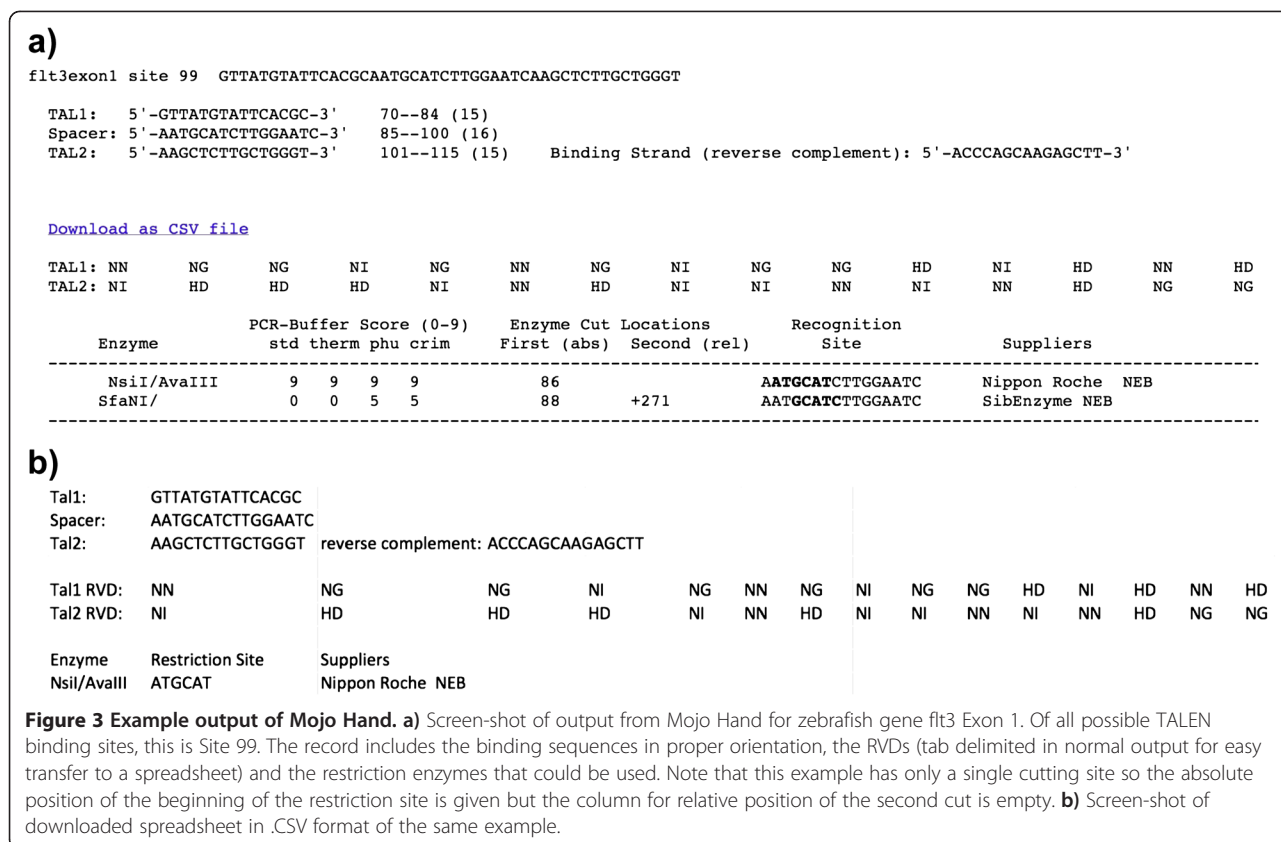 a)
flt3exon1 site 99 GTTATGTATTCACGCAATGCATCTTGGAATCAAGCTCTTGCTGGGT
TAL1: 5'-GTTATGTATTCACGC-3' 70--84 (15)
Spacer: 5'-AATGCATCTTGGAATC-3' 85--100 (16)
TAL2: 5'-AAGCTCTTGCTGGGT-3' 101--115 (15) Binding Strand (reverse complement): 5'-ACCCAGCAAGAGCTT-3'
Download as CSV file
TAL1: NN NG NG NI NG NN NG NI NG NG HD NI HD NN HD
TAL2: NI HD HD HD NI NN HD NI NI NN NI NN HD NG NG
PCR-Buffer Score (0-9) Enzyme Cut Locations Recognition
Enzyme std therm phu crim First (abs) Second (rel) Site Suppliers
NsiI/AvaIII 9 9 9 9 86 AATGCATCTTGGAATC Nippon Roche NEB
SfaNI/ 0 0 5 5 88 +271 AATGCATCTTGGAATC SibEnzyme NEB
b)
Tal1: GTTATGTATTCACGC
Spacer: AATGCATCTTGGAATC
Tal2: AAGCTCTTGCTGGGT reverse complement: ACCCAGCAAGAGCTT
Tal1 RVD: NN NG NG NI NG NN NG NI NG NG HD NI HD NN HD
Tal2 RVD: NI HD HD HD NI NN HD NI NI NN NI NN HD NG NG
Enzyme Restriction Site Suppliers
NsiI/AvaIII ATGCAT Nippon Roche NEB
Figure 3 Example output of Mojo Hand. a) Screen-shot of output from Mojo Hand for zebrafish gene flt3 Exon 1. Of all possible TALEN
binding sites, this is Site 99. The record includes the binding sequences in proper orientation, the RVDs (tab delimited in normal output for easy
transfer to a spreadsheet) and the restriction enzymes that could be used. Note that this example has only a single cutting site so the absolute
position of the beginning of the restriction site is given but the column for relative position of the second cut is empty. b) Screen-shot of
downloaded spreadsheet in .CSV format of the same example.